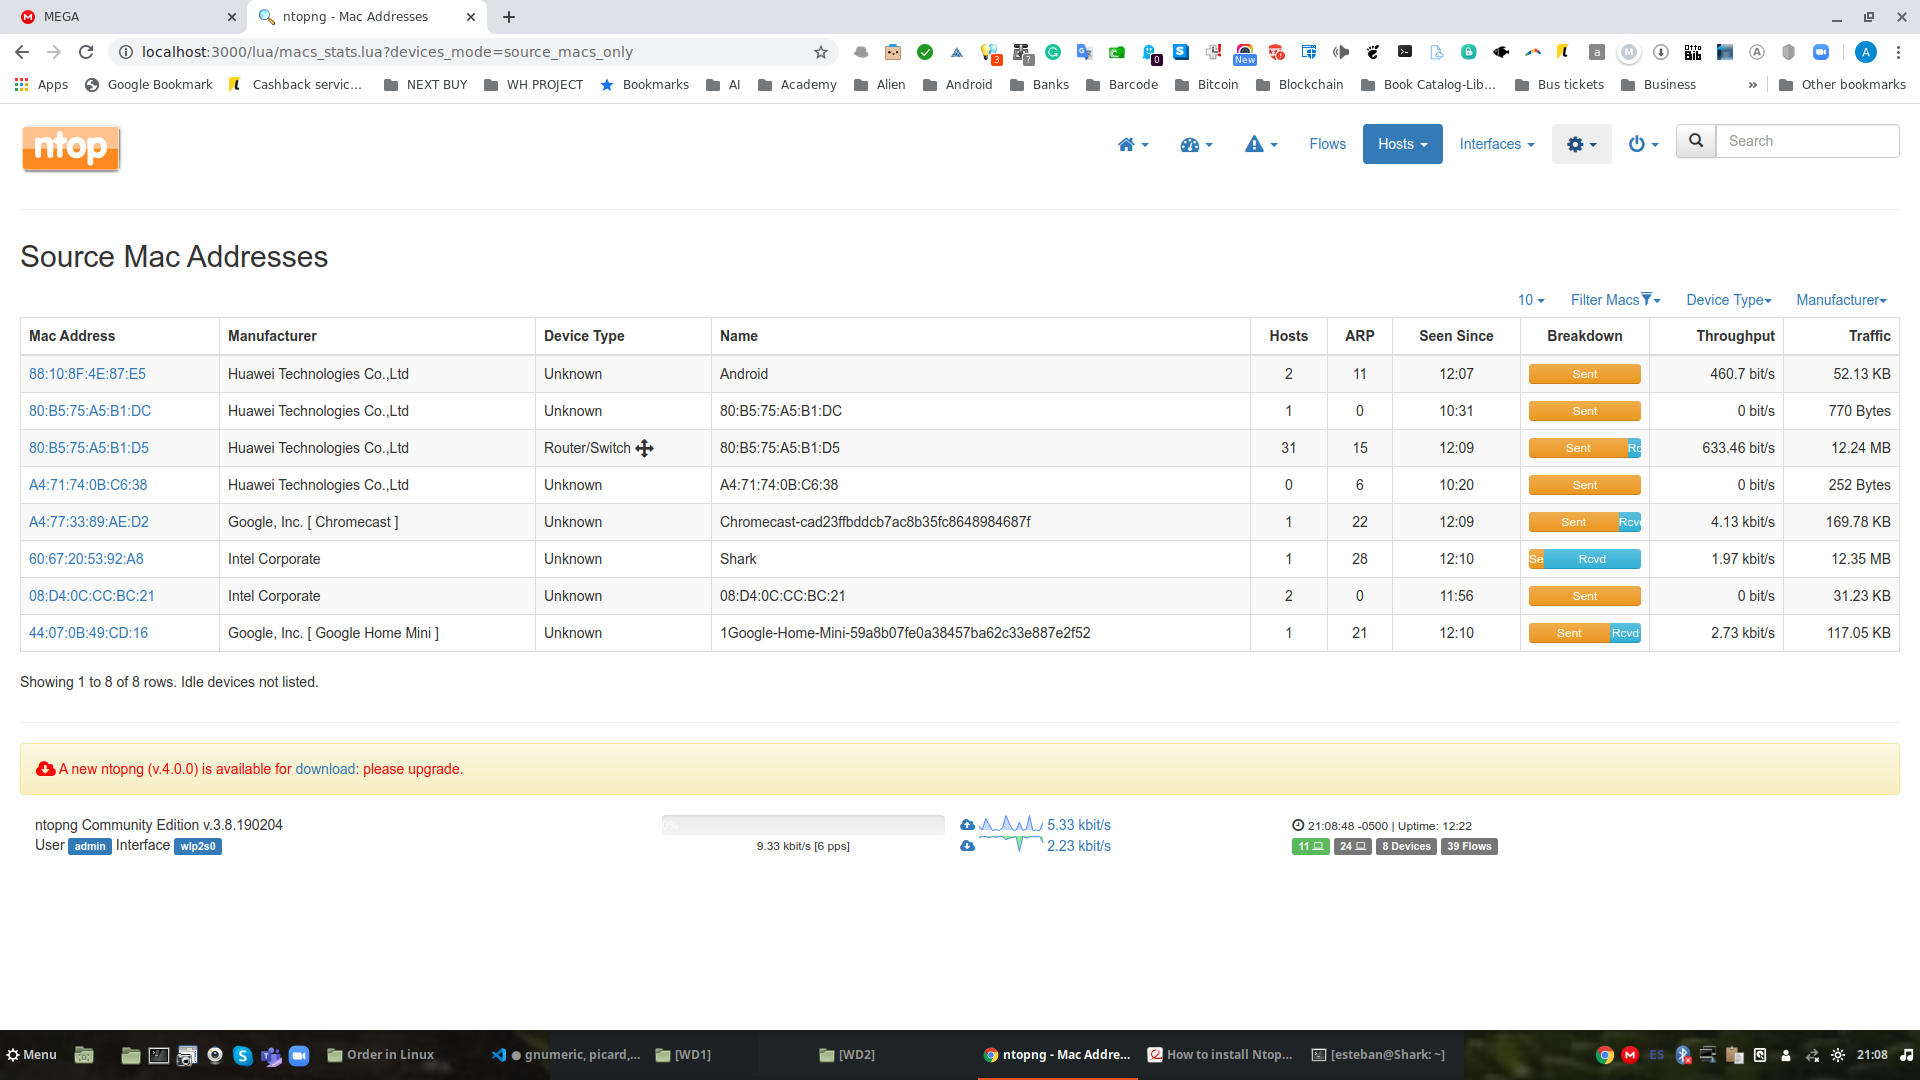 MEGA
ntopng - Mac Addresses
localhost:3000/lua/macs_stats.lua?devices_mode=source_macs_only
3
?
0
New
A
Apps
Google Bookmark
Cashback servic...
NEXT BUY
WH PROJECT
Bookmarks
AI
Academy
Alien
Android
Banks
Barcode
Bitcoin
Blockchain
Book Catalog-Lib...
Bus tickets
Business
»
Other bookmarks
ntop
Flows
Hosts
Interfaces
Search
Source Mac Addresses
10 Filter Macs Device Type Manufacturer
Mac Address Manufacturer Device Type Name Hosts ARP Seen Since Breakdown Throughput Traffic
88:10:8F:4E:87:E5 Huawei Technologies Co.,Ltd Unknown Android 2 11 12:07 Sent 460.7 bit/s 52.13 KB
80:B5:75:A5:B1:DC Huawei Technologies Co.,Ltd Unknown 80:B5:75:A5:B1:DC 1 0 10:31 Sent 0 bit/s 770 Bytes
80:B5:75:A5:B1:D5 Huawei Technologies Co.,Ltd Router/Switch 80:B5:75:A5:B1:D5 31 15 12:09 Sent Rc 633.46 bit/s 12.24 MB
A4:71:74:0B:C6:38 Huawei Technologies Co.,Ltd Unknown A4:71:74:0B:C6:38 0 6 10:20 Sent 0 bit/s 252 Bytes
A4:77:33:89:AE:D2 Google, Inc. [ Chromecast ] Unknown Chromecast-cad23ffbddcb7ac8b35fc8648984687f 1 22 12:09 Sent Rcv 4.13 kbit/s 169.78 KB
60:67:20:53:92:A8 Intel Corporate Unknown Shark 1 28 12:10 Se Rcvd 1.97 kbit/s 12.35 MB
08:D4:0C:CC:BC:21 Intel Corporate Unknown 08:D4:0C:CC:BC:21 2 0 11:56 Sent 0 bit/s 31.23 KB
44:07:0B:49:CD:16 Google, Inc. [ Google Home Mini ] Unknown 1Google-Home-Mini-59a8b07fe0a38457ba62c33e887e2f52 1 21 12:10 Sent Rcvd 2.73 kbit/s 117.05 KB
Showing 1 to 8 of 8 rows. Idle devices not listed.
A new ntopng (v.4.0.0) is available for download: please upgrade.
ntopng Community Edition v.3.8.190204
User admin Interface wlp2s0
9.33 kbit/s [6 pps]
5.33 kbit/s
2.23 kbit/s
21:08:48 -0500 | Uptime: 12:22
11 24 8 Devices 39 Flows
Menu
Order in Linux
● gnumeric, picard,...
[WD1]
[WD2]
ntopng - Mac Addre...
How to install Ntop...
[esteban@Shark: ~]
ES
21:08